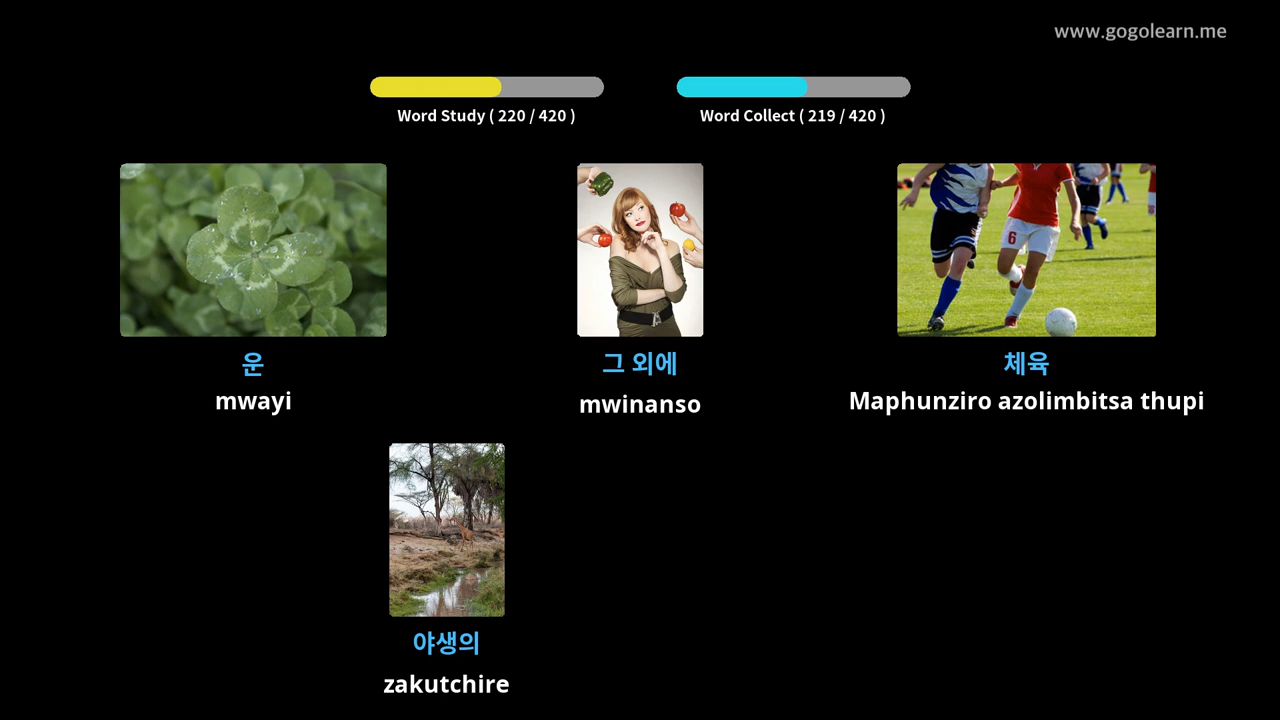 www.gogolearn.me
Word Study ( 220 / 420 )
Word Collect ( 219 / 420 )
운
mwayi
그 외에
mwinanso
체육
Maphunziro azolimbitsa thupi
6
야생의
zakutchire